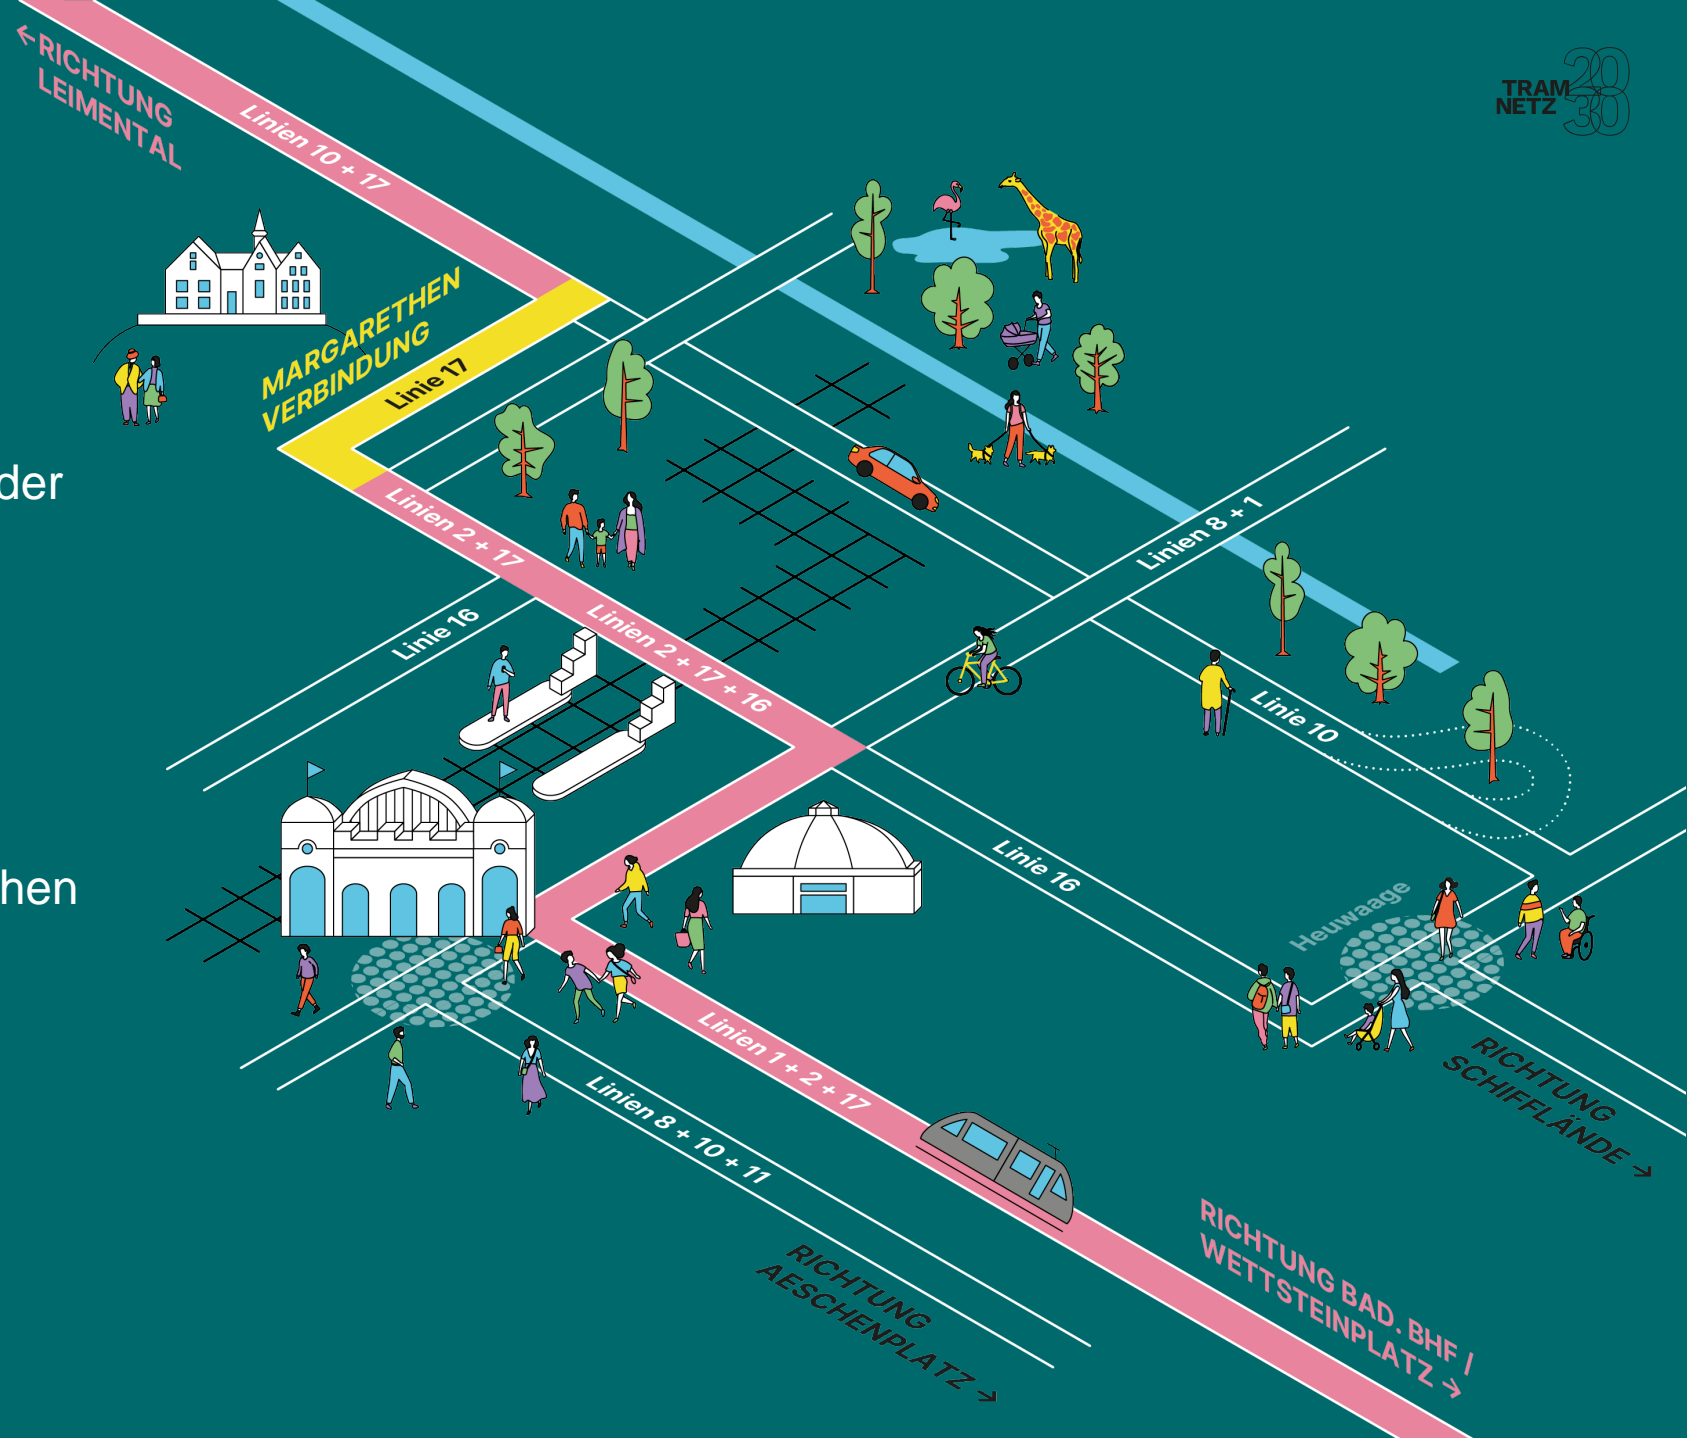 ← RICHTUNG
LEIMENTAL
Linien 10 + 17
TRAM
NETZ
20
30
MARGARETHEN
VERBINDUNG
Linie 17
der
Linien 2 + 17
Linien 8 + 1
Linie 16
Linien 2 + 17 + 16
Linie 10
hen
Linie 16
Heuwaage
Linien 1 + 2 + 17
Linien 8 + 10 + 11
RICHTUNG
SCHIFFLÄNDE →
RICHTUNG
AESCHENPLATZ →
RICHTUNG BAD. BHF /
WETTSTEINPLATZ →